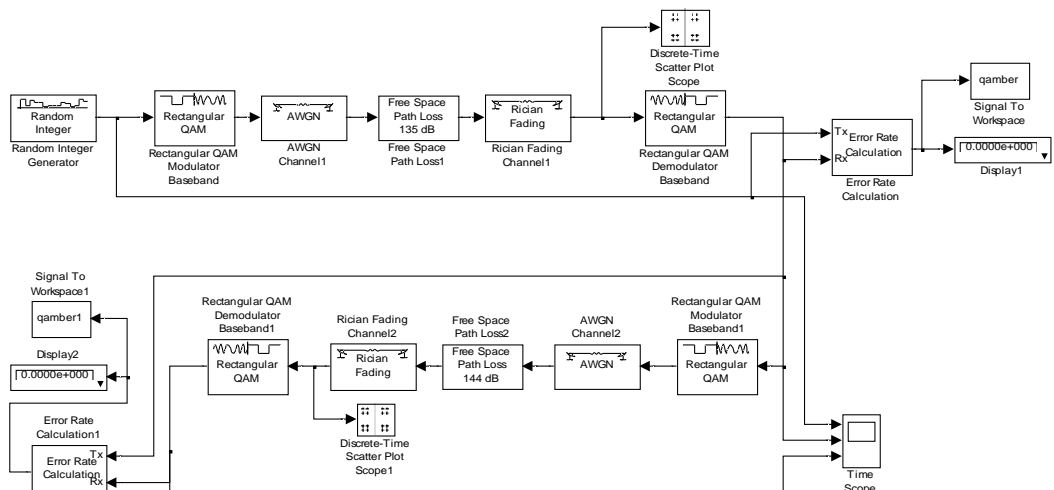 Discrete-Time
Scatter Plot
Scope
Random
Integer
Random Integer
Generator
Rectangular
QAM
Rectangular QAM
Modulator
Baseband
AWGN
AWGN
Channel1
Free Space
Path Loss
135 dB
Free Space
Path Loss1
Rician
Fading
Rician Fading
Channel1
Rectangular
QAM
Rectangular QAM
Demodulator
Baseband
Tx
Rx
Error Rate
Calculation
Error Rate
Calculation
qamber
Signal To
Workspace
0.0000e+000
Display1
Signal To
Workspace1
qamber1
Display2
0.0000e+000
Error Rate
Calculation1
Error Rate
Calculation
Tx
Rx
Rectangular QAM
Demodulator
Baseband1
Rectangular
QAM
Rician Fading
Channel2
Rician
Fading
Discrete-Time
Scatter Plot
Scope1
Free Space
Path Loss2
Free Space
Path Loss
144 dB
AWGN
Channel2
AWGN
Rectangular QAM
Modulator
Baseband1
Rectangular
QAM
Time
Scope